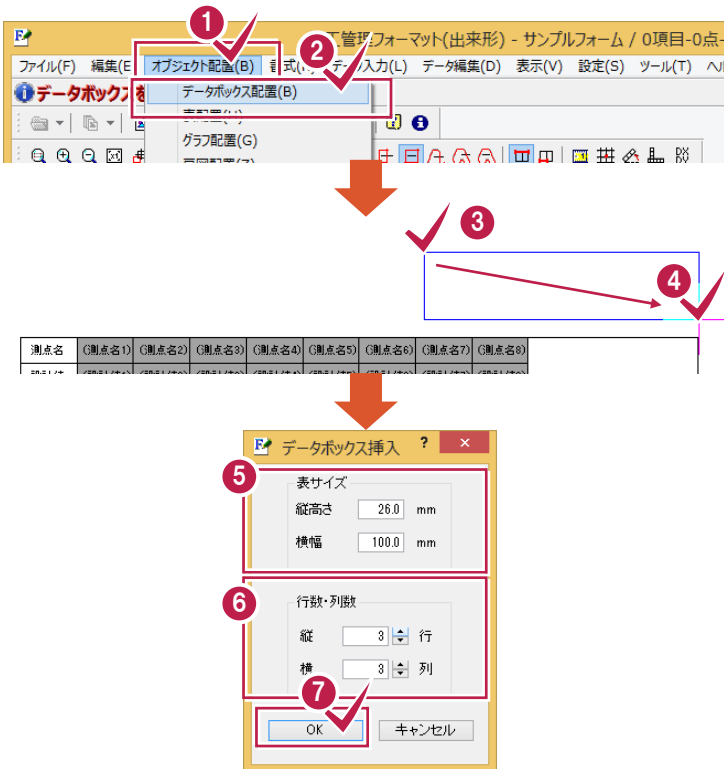 1
工管理フォーマット(出来形) - サンプルフォーム / 0項目-0点-
2
ファイル(F) 編集(E オブジェクト配置(B) 入力(L) データ編集(D) 表示(V) 設定(S) ツール(T)
データボックス
データボックス配置(B)
グラフ配置(G)
3
4
測点名 (測点名1) (測点名2) (測点名3) (測点名4) (測点名5) (測点名6) (測点名7) (測点名8)
データボックス挿入 ? ×
5
表サイズ
縦高さ 26.0 mm
横幅 100.0 mm
6
行数・列数
縦 3 行
横 3 列
7
OK キャンセル